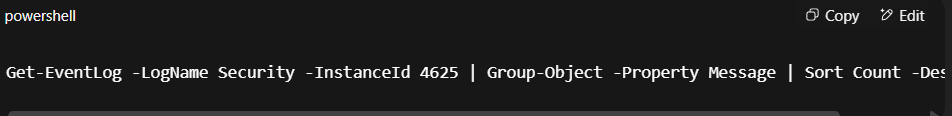 powershell
Copy
Edit
Get-EventLog -LogName Security -InstanceId 4625 | Group-Object -Property Message | Sort Count -Des